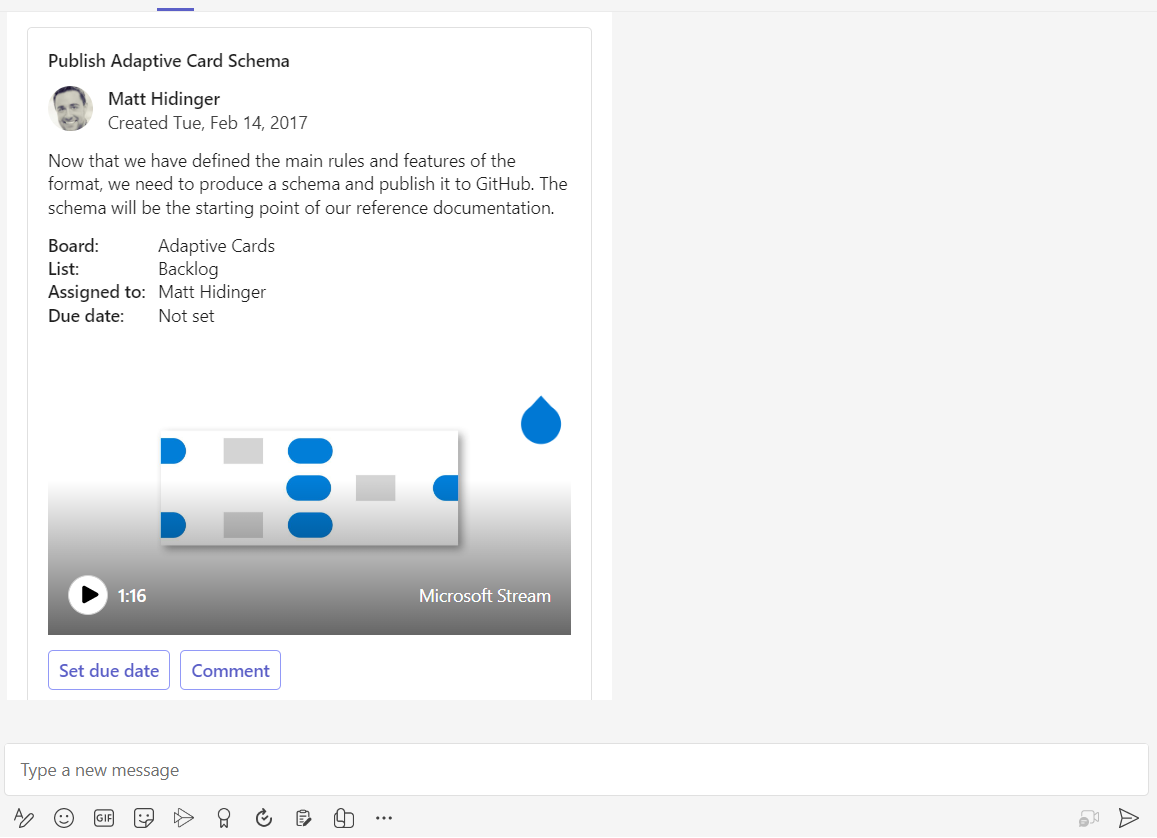 Publish Adaptive Card Schema
Matt Hidinger
Created Tue, Feb 14, 2017
Now that we have defined the main rules and features of the
format, we need to produce a schema and publish it to GitHub. The
schema will be the starting point of our reference documentation.
Board: Adaptive Cards
List: Backlog
Assigned to: Matt Hidinger
Due date: Not set
1:16 Microsoft Stream
Set due date Comment
Type a new message
GIF